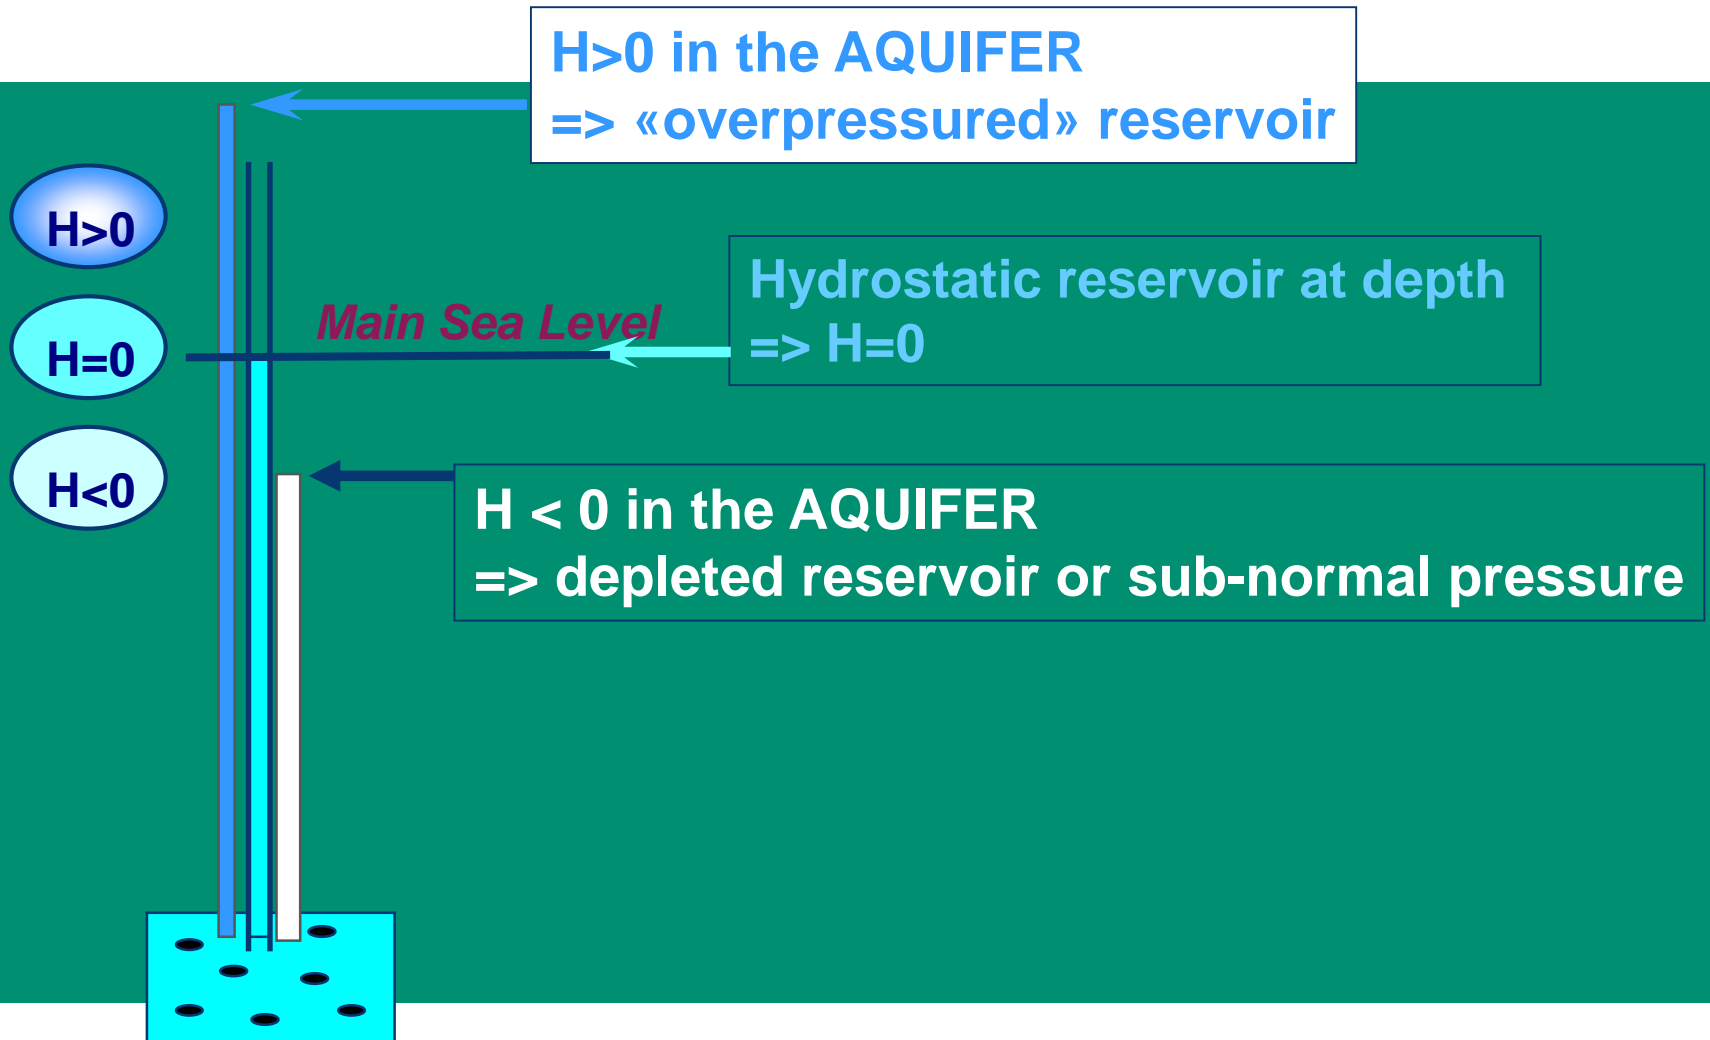 H>0 in the AQUIFER
=> «overpressured» reservoir
H>0
Hydrostatic reservoir at depth
=> H=0
Main Sea Level
H=0
H<0
H < 0 in the AQUIFER
=> depleted reservoir or sub-normal pressure